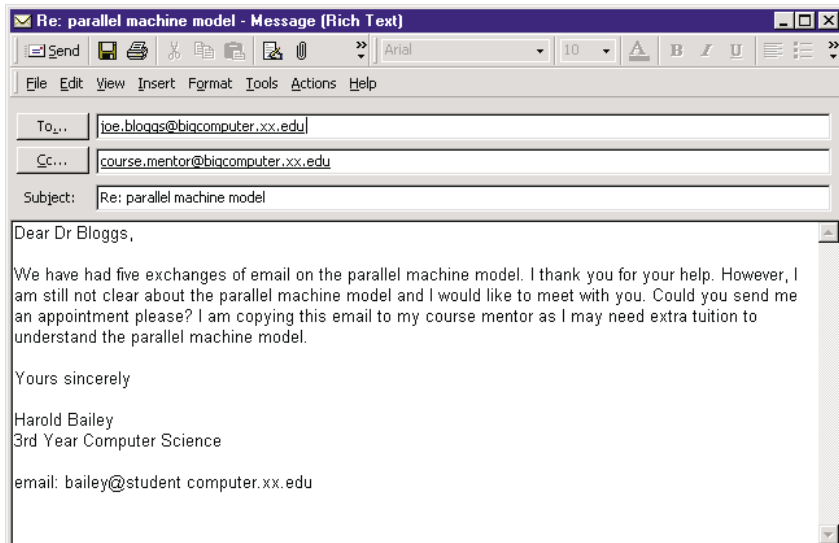 Re: parallel machine model - Message (Rich Text)
Send Arial 10 A B I U
File Edit View Insert Format Tools Actions Help
To... joe.bloggs@bigcomputer.xx.edu
Cc... course.mentor@bigcomputer.xx.edu
Subject: Re: parallel machine model
Dear Dr Bloggs,
We have had five exchanges of email on the parallel machine model. I thank you for your help. However, I
am still not clear about the parallel machine model and I would like to meet with you. Could you send me
an appointment please? I am copying this email to my course mentor as I may need extra tuition to
understand the parallel machine model.
Yours sincerely
Harold Bailey
3rd Year Computer Science
email: bailey@student computer.xx.edu